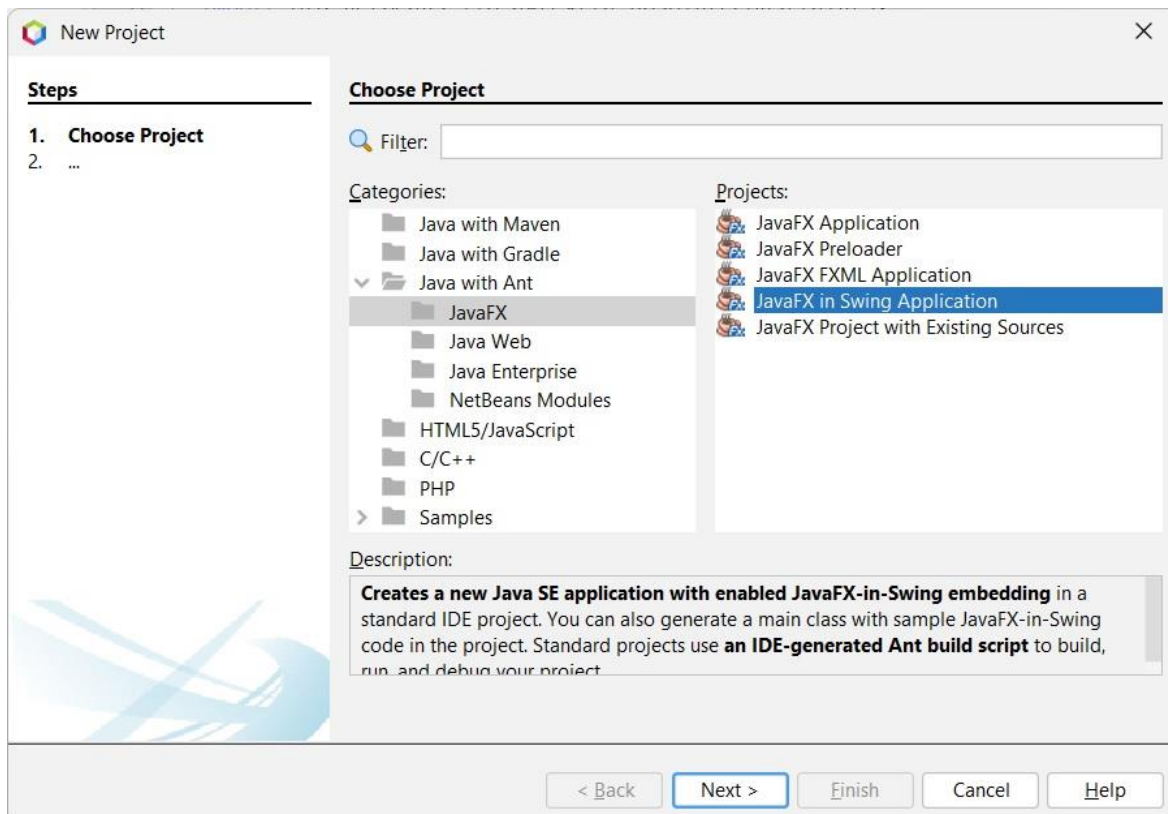 New Project
Steps
1. Choose Project
2. ...
Choose Project
Filter:
Categories:
Java with Maven
Java with Gradle
Java with Ant
JavaFX
Java Web
Java Enterprise
NetBeans Modules
HTML5/JavaScript
C/C++
PHP
Samples
Projects:
JavaFX Application
JavaFX Preloader
JavaFX FXML Application
JavaFX in Swing Application
JavaFX Project with Existing Sources
Description:
Creates a new Java SE application with enabled JavaFX-in-Swing embedding in a
standard IDE project. You can also generate a main class with sample JavaFX-in-Swing
code in the project. Standard projects use an IDE-generated Ant build script to build,
run, and debug your project.
< Back
Next >
Finish
Cancel
Help